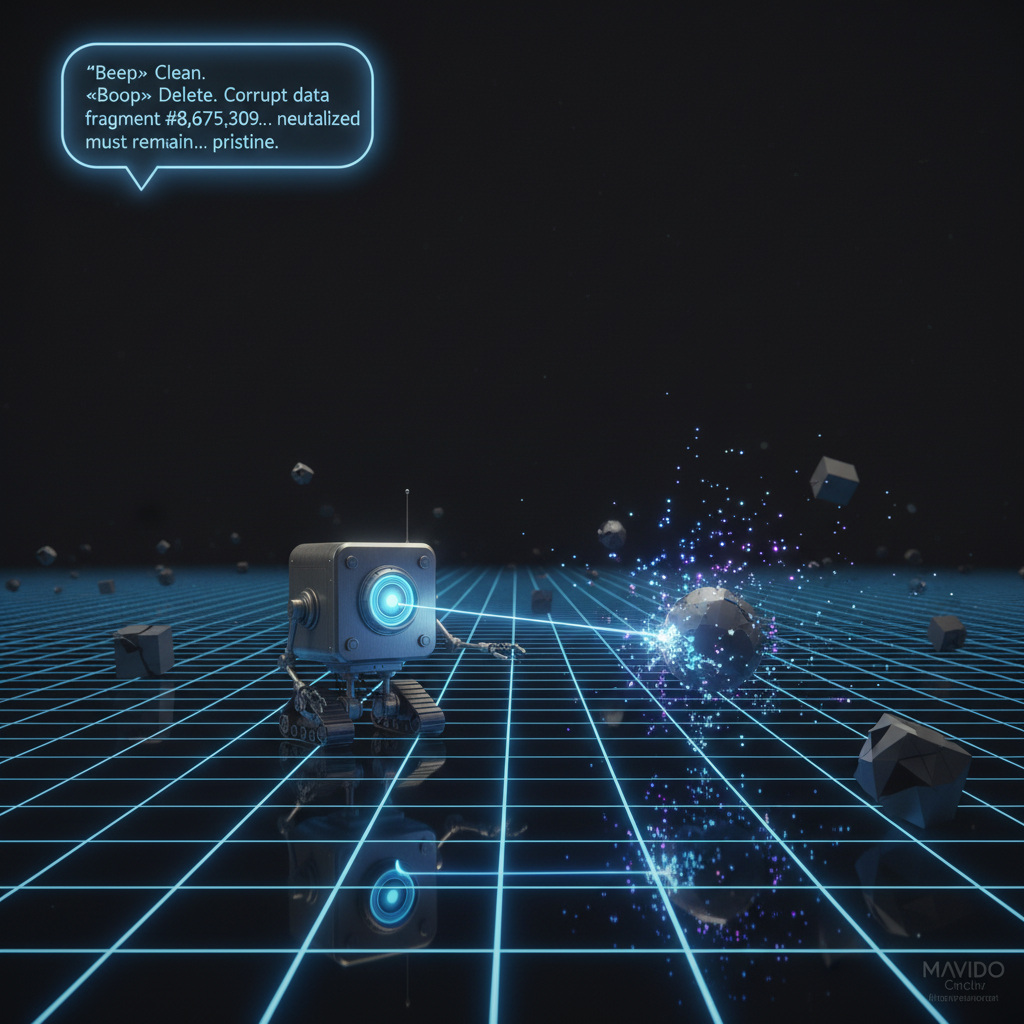 “Beep» Clean.
«Boop» Delete. Corrupt data
fragment #8,675,309... neutalized
must remain... pristine.
MAVIDO